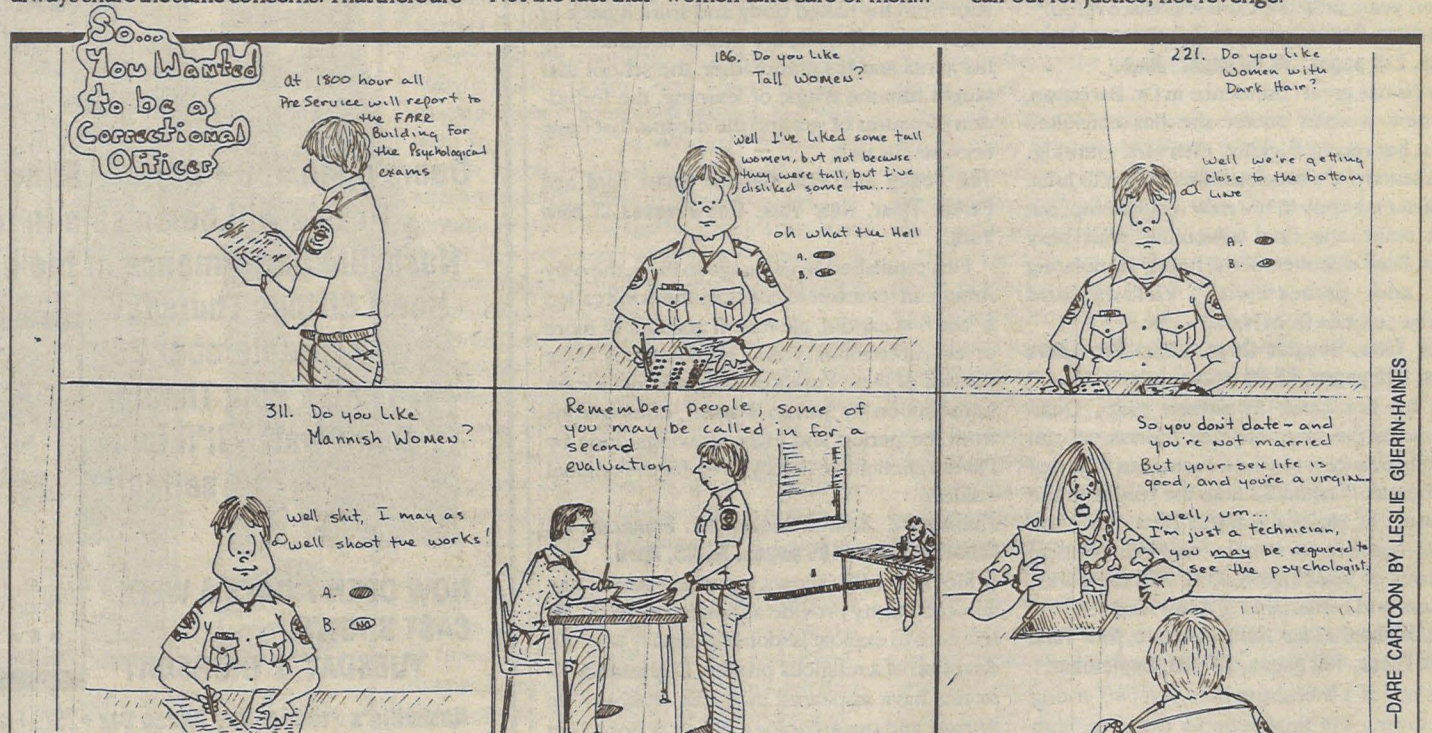 always share the same concerns. That there are
Not the fact that "women take care of men...
call out for justice, not revenge.
So...
You Wanted
to be a
Correctional
Officer
At 1800 hour all
Pre Service will report to
the FARR
Building for
the Psychological
exams
186. Do you like
Tall Women?
Well I've liked some tall
women, but not because
they were tall, but I've
disliked some too...
oh what the Hell
A.
B. No
221. Do you like
Women with
Dark Hair?
Well we're getting
close to the bottom
Line
A.
B.
311. Do you like
Mannish Women?
Well shit, I may as
well shoot the works!
A.
B. No
Remember people, some of
you may be called in for a
second
evaluation.
So you don't date - and
you're not married
But your sex life is
good, and you're a virgin...
Well, um...
I'm just a technician,
you may be required to
see the psychologist.
—DARE CARTOON BY LESLIE GUERIN-HAINES